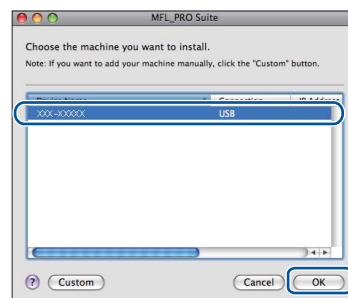 MFL_PRO Suite
Choose the machine you want to install.
Note: If you want to add your machine manually, click the "Custom" button.
XXX-XXXXX USB
? Custom Cancel OK